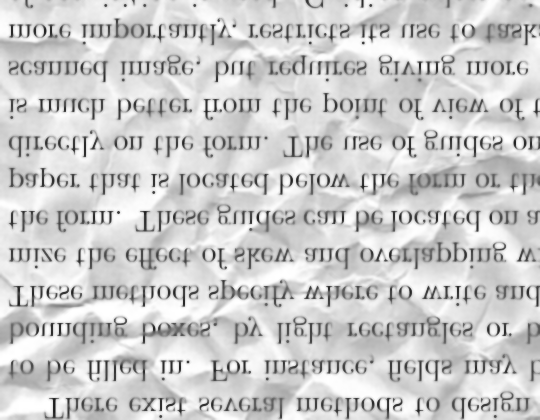 There exist several methods to design
to be filled in. For instance, fields may b
bounding boxes, by light rectangles or b
These methods specify where to write and
mize the effect of skew and overlapping wi
the form. These guides can be located on a
paper that is located below the form or the
directly on the form. The use of guides on
is much better from the point of view of t
scanned image, but requires giving more
more importantly, restricts its use to task